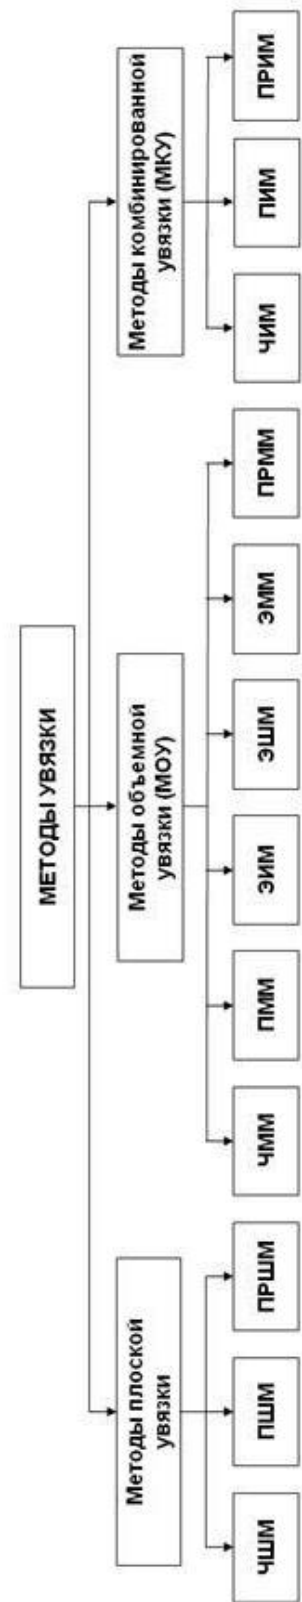 МЕТОДЫ УВЯЗКИ
Методы плоской
увязки
Методы объемной
увязки (МОУ)
Методы комбинированной
увязки (МКУ)
ЧШМ
ПШМ
ПРШМ
ЧММ
ПММ
ЭИМ
ЭШМ
ЭММ
ПРММ
ЧИМ
ПИМ
ПРИМ